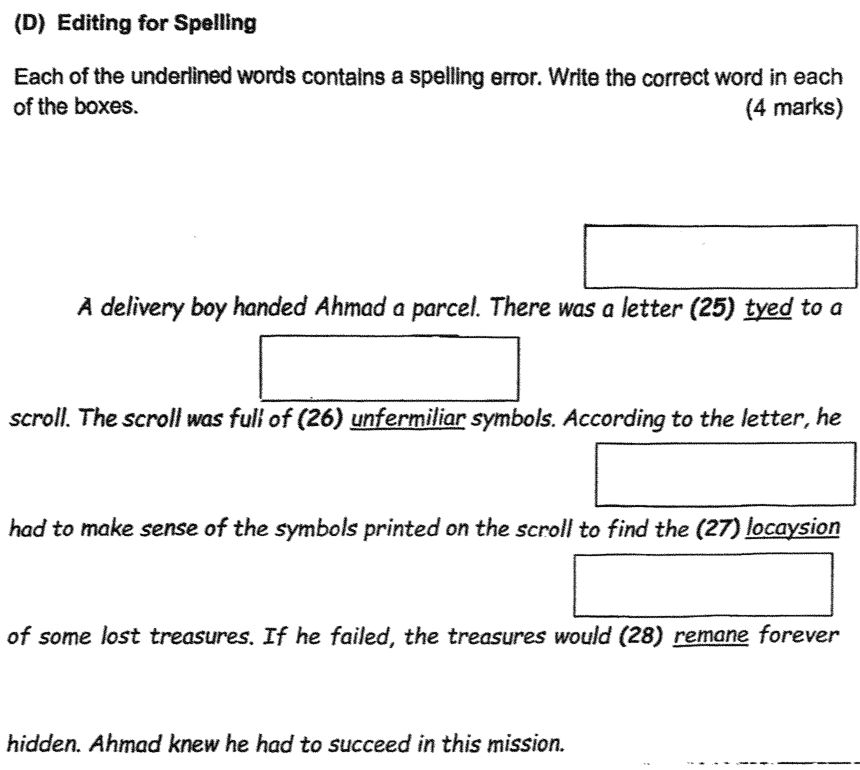 (D) Editing for Spelling
Each of the underlined words contains a spelling error. Write the correct word in each
of the boxes. (4 marks)
A delivery boy handed Ahmad a parcel. There was a letter (25) tyed to a
scroll. The scroll was full of (26) unfermiliar symbols. According to the letter, he
had to make sense of the symbols printed on the scroll to find the (27) locaysion
of some lost treasures. If he failed, the treasures would (28) remane forever
hidden. Ahmad knew he had to succeed in this mission.